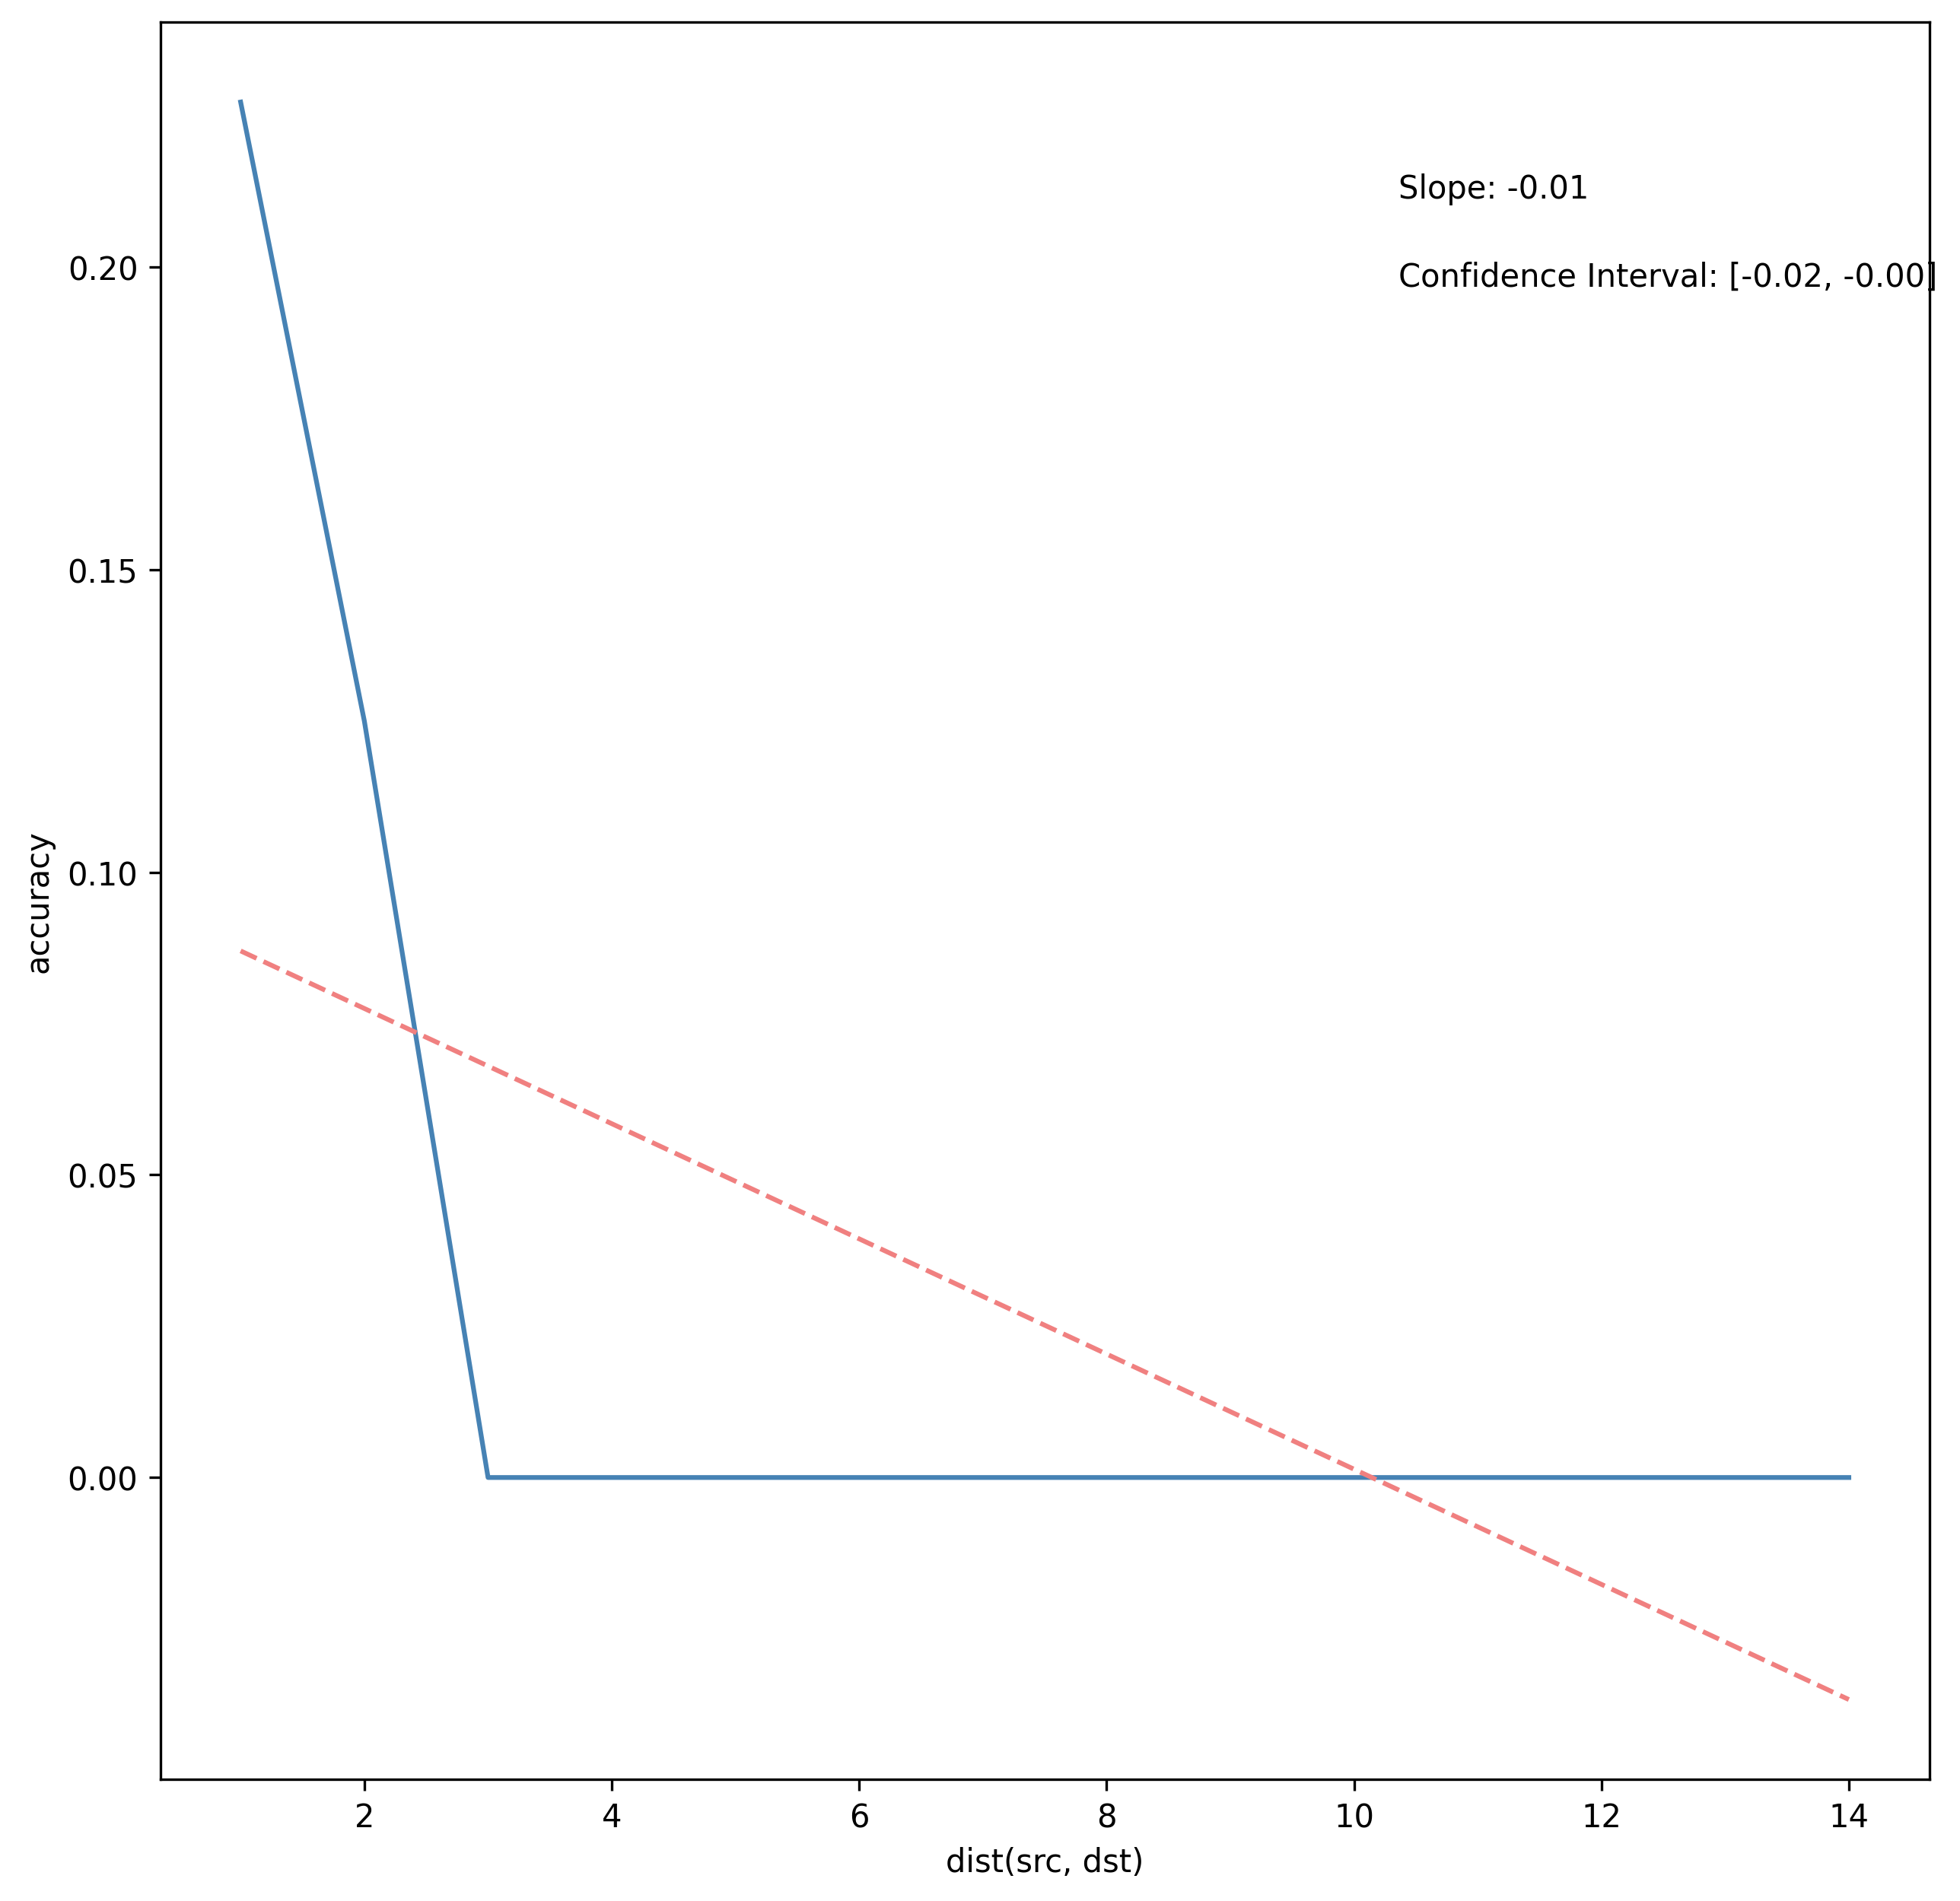 Slope: -0.01
Confidence Interval: [-0.02, -0.00]
0.20
0.15
0.10
0.05
0.00
accuracy
2 4 6 8 10 12 14
dist(src, dst)